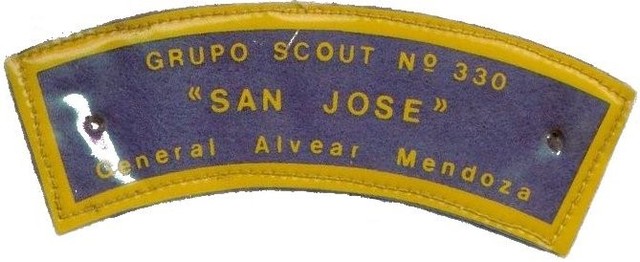 GRUPO SCOUT Nº 330
“SAN JOSE”
General Alvear Mendoza